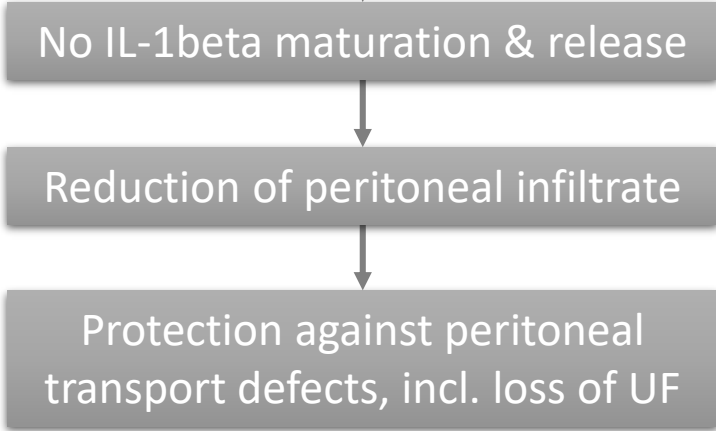 No IL-1beta maturation & release
Reduction of peritoneal infiltrate
Protection against peritoneal
transport defects, incl. loss of UF